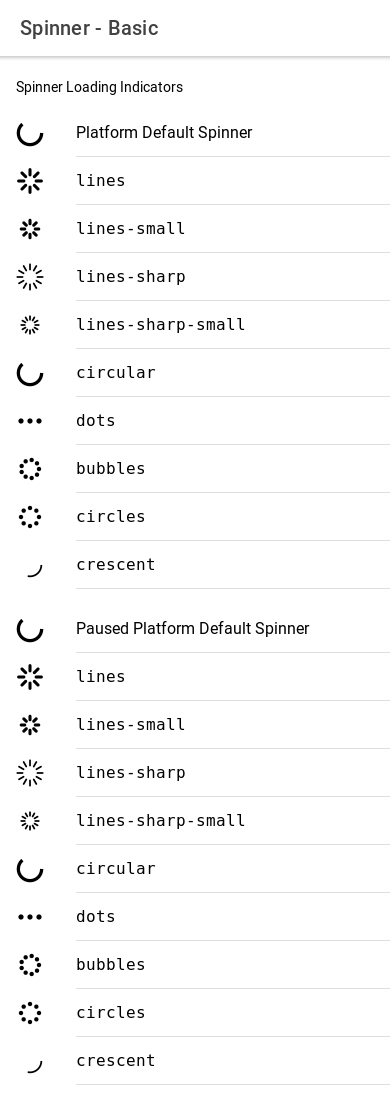 Spinner - Basic
Spinner Loading Indicators
Platform Default Spinner
lines
lines-small
lines-sharp
lines-sharp-small
circular
dots
bubbles
circles
crescent
Paused Platform Default Spinner
lines
lines-small
lines-sharp
lines-sharp-small
circular
dots
bubbles
circles
crescent